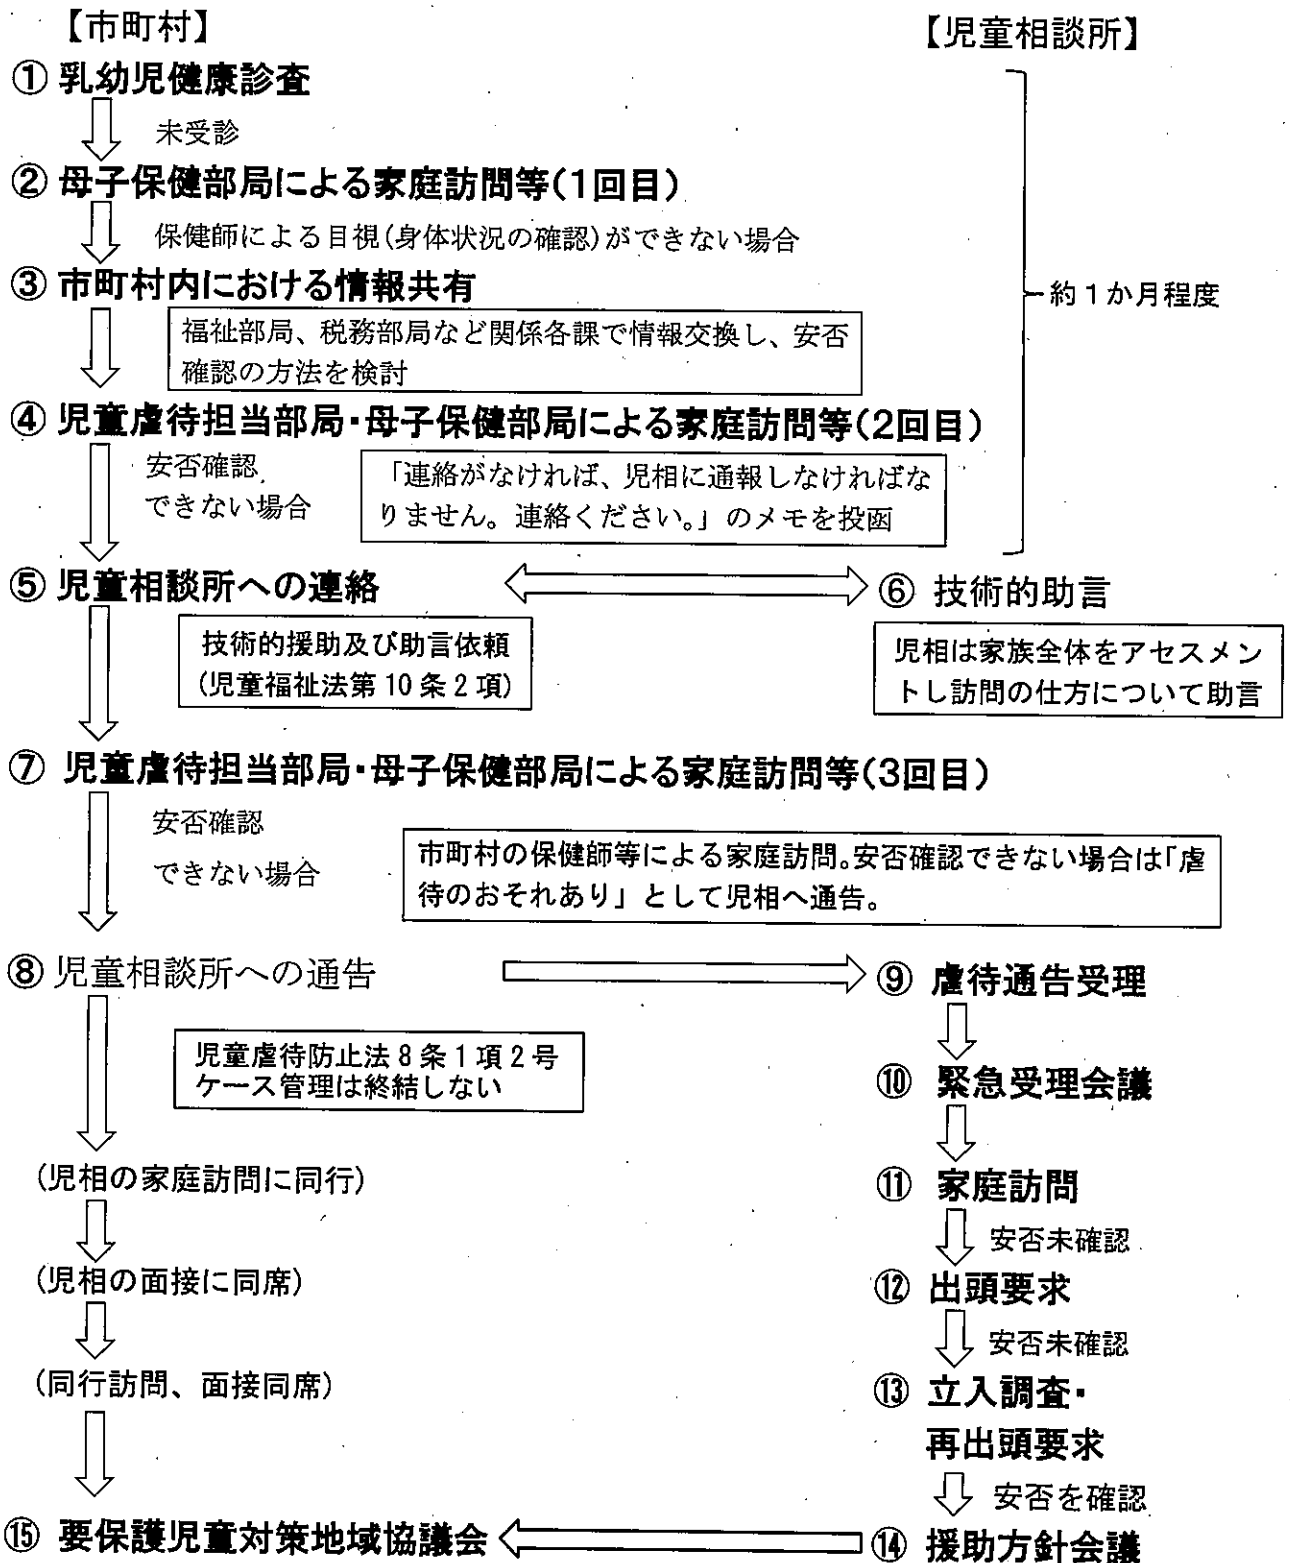 【市町村】
【児童相談所】
① 乳幼児健康診査
未受診
② 母子保健部局による家庭訪問等(1回目)
保健師による目視(身体状況の確認)ができない場合
③ 市町村内における情報共有
約1か月程度
福祉部局、税務部局など関係各課で情報交換し、安否
確認の方法を検討
④ 児童虐待担当部局・母子保健部局による家庭訪問等(2回目)
安否確認
できない場合
「連絡がなければ、児相に通報しなければな
りません。連絡ください。」のメモを投函
⑤ 児童相談所への連絡
⑥ 技術的助言
技術的援助及び助言依頼
(児童福祉法第10条2項)
児相は家族全体をアセスメン
トし訪問の仕方について助言
⑦ 児童虐待担当部局・母子保健部局による家庭訪問等(3回目)
安否確認
できない場合
市町村の保健師等による家庭訪問。安否確認できない場合は「虐
待のおそれあり」として児相へ通告。
⑧ 児童相談所への通告
⑨ 虐待通告受理
児童虐待防止法8条1項2号
ケース管理は終結しない
⑩ 緊急受理会議
(児相の家庭訪問に同行)
⑪ 家庭訪問
安否未確認
(児相の面接に同席)
⑫ 出頭要求
安否未確認
(同行訪問、面接同席)
⑬ 立入調査・
再出頭要求
安否を確認
⑮ 要保護児童対策地域協議会
⑭ 援助方針会議